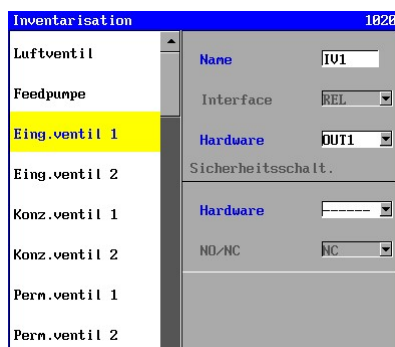 Inventarisation 1020
Luftventil
Feedpumpe
Eing.ventil 1
Eing.ventil 2
Konz.ventil 1
Konz.ventil 2
Perm.ventil 1
Perm.ventil 2
Name IV1
Interface REL
Hardware OUT1
Sicherheitsschalt.
Hardware ------
NO/NC NC